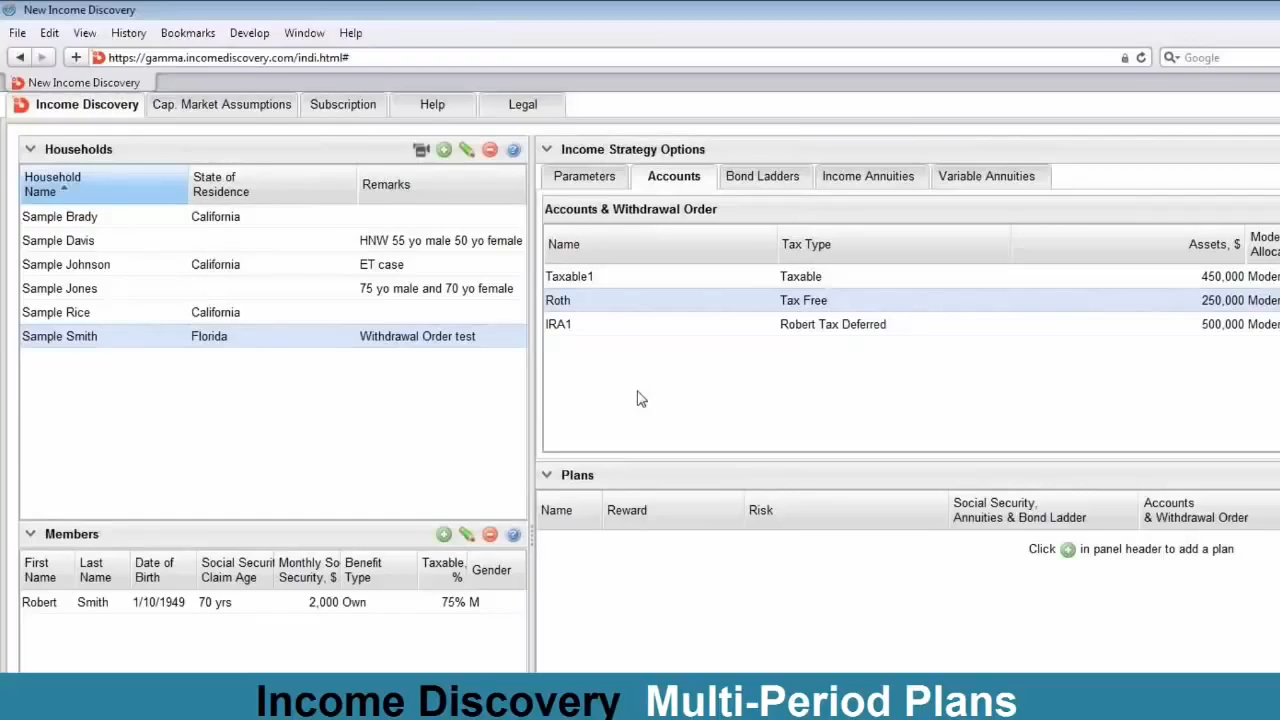 New Income Discovery
File Edit View History Bookmarks Develop Window Help
https://gamma.incomediscovery.com/indi.html#
Google
New Income Discovery
Income Discovery Cap. Market Assumptions Subscription Help Legal
Households
Household Name State of Residence Remarks
Sample Brady California
Sample Davis HNW 55 yo male 50 yo female
Sample Johnson California ET case
Sample Jones 75 yo male and 70 yo female
Sample Rice California
Sample Smith Florida Withdrawal Order test
Members
First Name Last Name Date of Birth Social Securi Claim Age Monthly So Security, $ Benefit Type Taxable, % Gender
Robert Smith 1/10/1949 70 yrs 2,000 Own 75% M
Income Strategy Options
Parameters Accounts Bond Ladders Income Annuities Variable Annuities
Accounts & Withdrawal Order
Name Tax Type Assets, $ Mode Alloca
Taxable1 Taxable 450,000 Moder
Roth Tax Free 250,000 Moder
IRA1 Robert Tax Deferred 500,000 Moder
Plans
Name Reward Risk Social Security, Annuities & Bond Ladder Accounts & Withdrawal Order
Click in panel header to add a plan
Income Discovery Multi-Period Plans